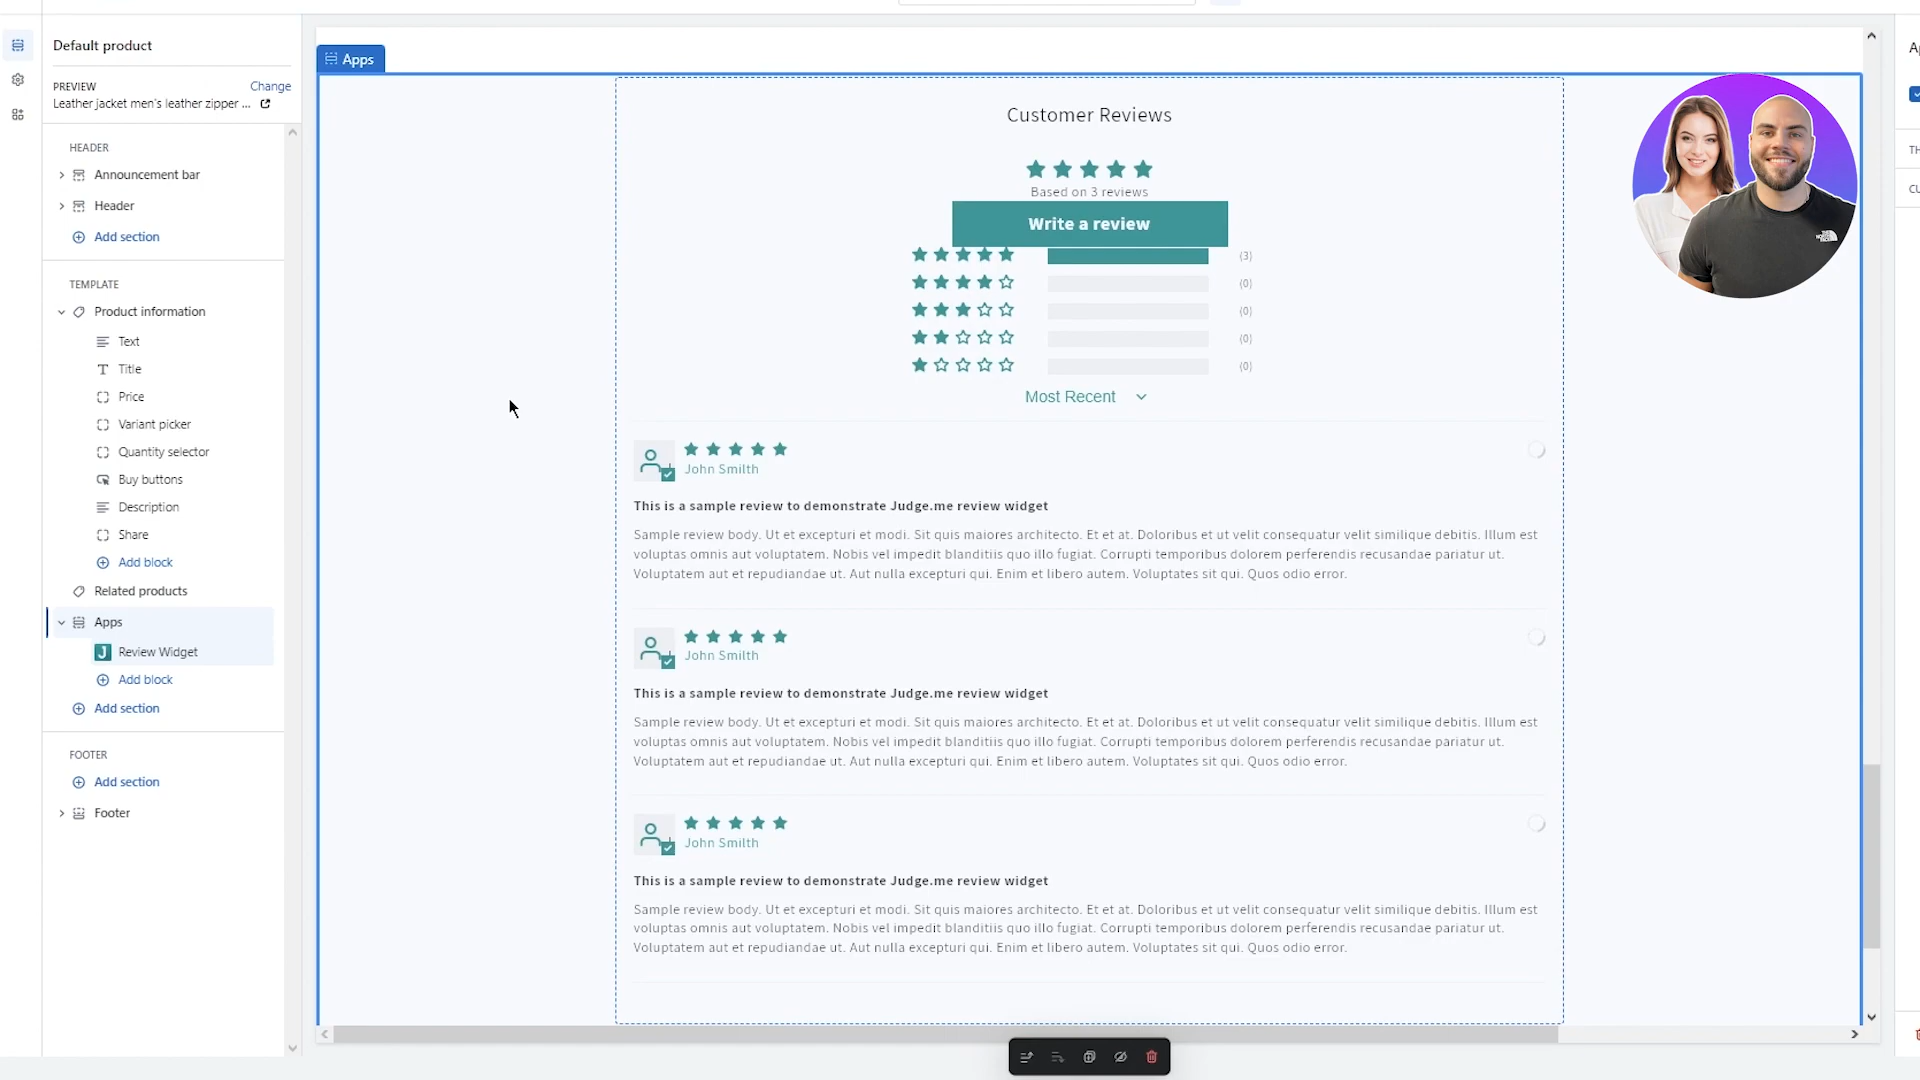 Default product
PREVIEW
Change
Leather jacket men's leather zipper ...
HEADER
Announcement bar
Header
Add section
TEMPLATE
Product information
Text
Title
Price
Variant picker
Quantity selector
Buy buttons
Description
Share
Add block
Related products
Apps
Review Widget
Add block
Add section
FOOTER
Add section
Footer
Apps
Customer Reviews
Based on 3 reviews
Write a review
(3)
(0)
(0)
(0)
(0)
Most Recent
John Smilth
This is a sample review to demonstrate Judge.me review widget
Sample review body. Ut et excepturi et modi. Sit quis maiores architecto. Et et at. Doloribus et ut velit consequatur velit similique debitis. Illum est
voluptas omnis aut voluptatem. Nobis vel impedit blanditiis quo illo fugiat. Corrupti temporibus dolorem perferendis recusandae pariatur ut.
Voluptatem aut et repudiandae ut. Aut nulla excepturi qui. Enim et libero autem. Voluptates sit qui. Quos odio error.
John Smilth
This is a sample review to demonstrate Judge.me review widget
Sample review body. Ut et excepturi et modi. Sit quis maiores architecto. Et et at. Doloribus et ut velit consequatur velit similique debitis. Illum est
voluptas omnis aut voluptatem. Nobis vel impedit blanditiis quo illo fugiat. Corrupti temporibus dolorem perferendis recusandae pariatur ut.
Voluptatem aut et repudiandae ut. Aut nulla excepturi qui. Enim et libero autem. Voluptates sit qui. Quos odio error.
John Smilth
This is a sample review to demonstrate Judge.me review widget
Sample review body. Ut et excepturi et modi. Sit quis maiores architecto. Et et at. Doloribus et ut velit consequatur velit similique debitis. Illum est
voluptas omnis aut voluptatem. Nobis vel impedit blanditiis quo illo fugiat. Corrupti temporibus dolorem perferendis recusandae pariatur ut.
Voluptatem aut et repudiandae ut. Aut nulla excepturi qui. Enim et libero autem. Voluptates sit qui. Quos odio error.